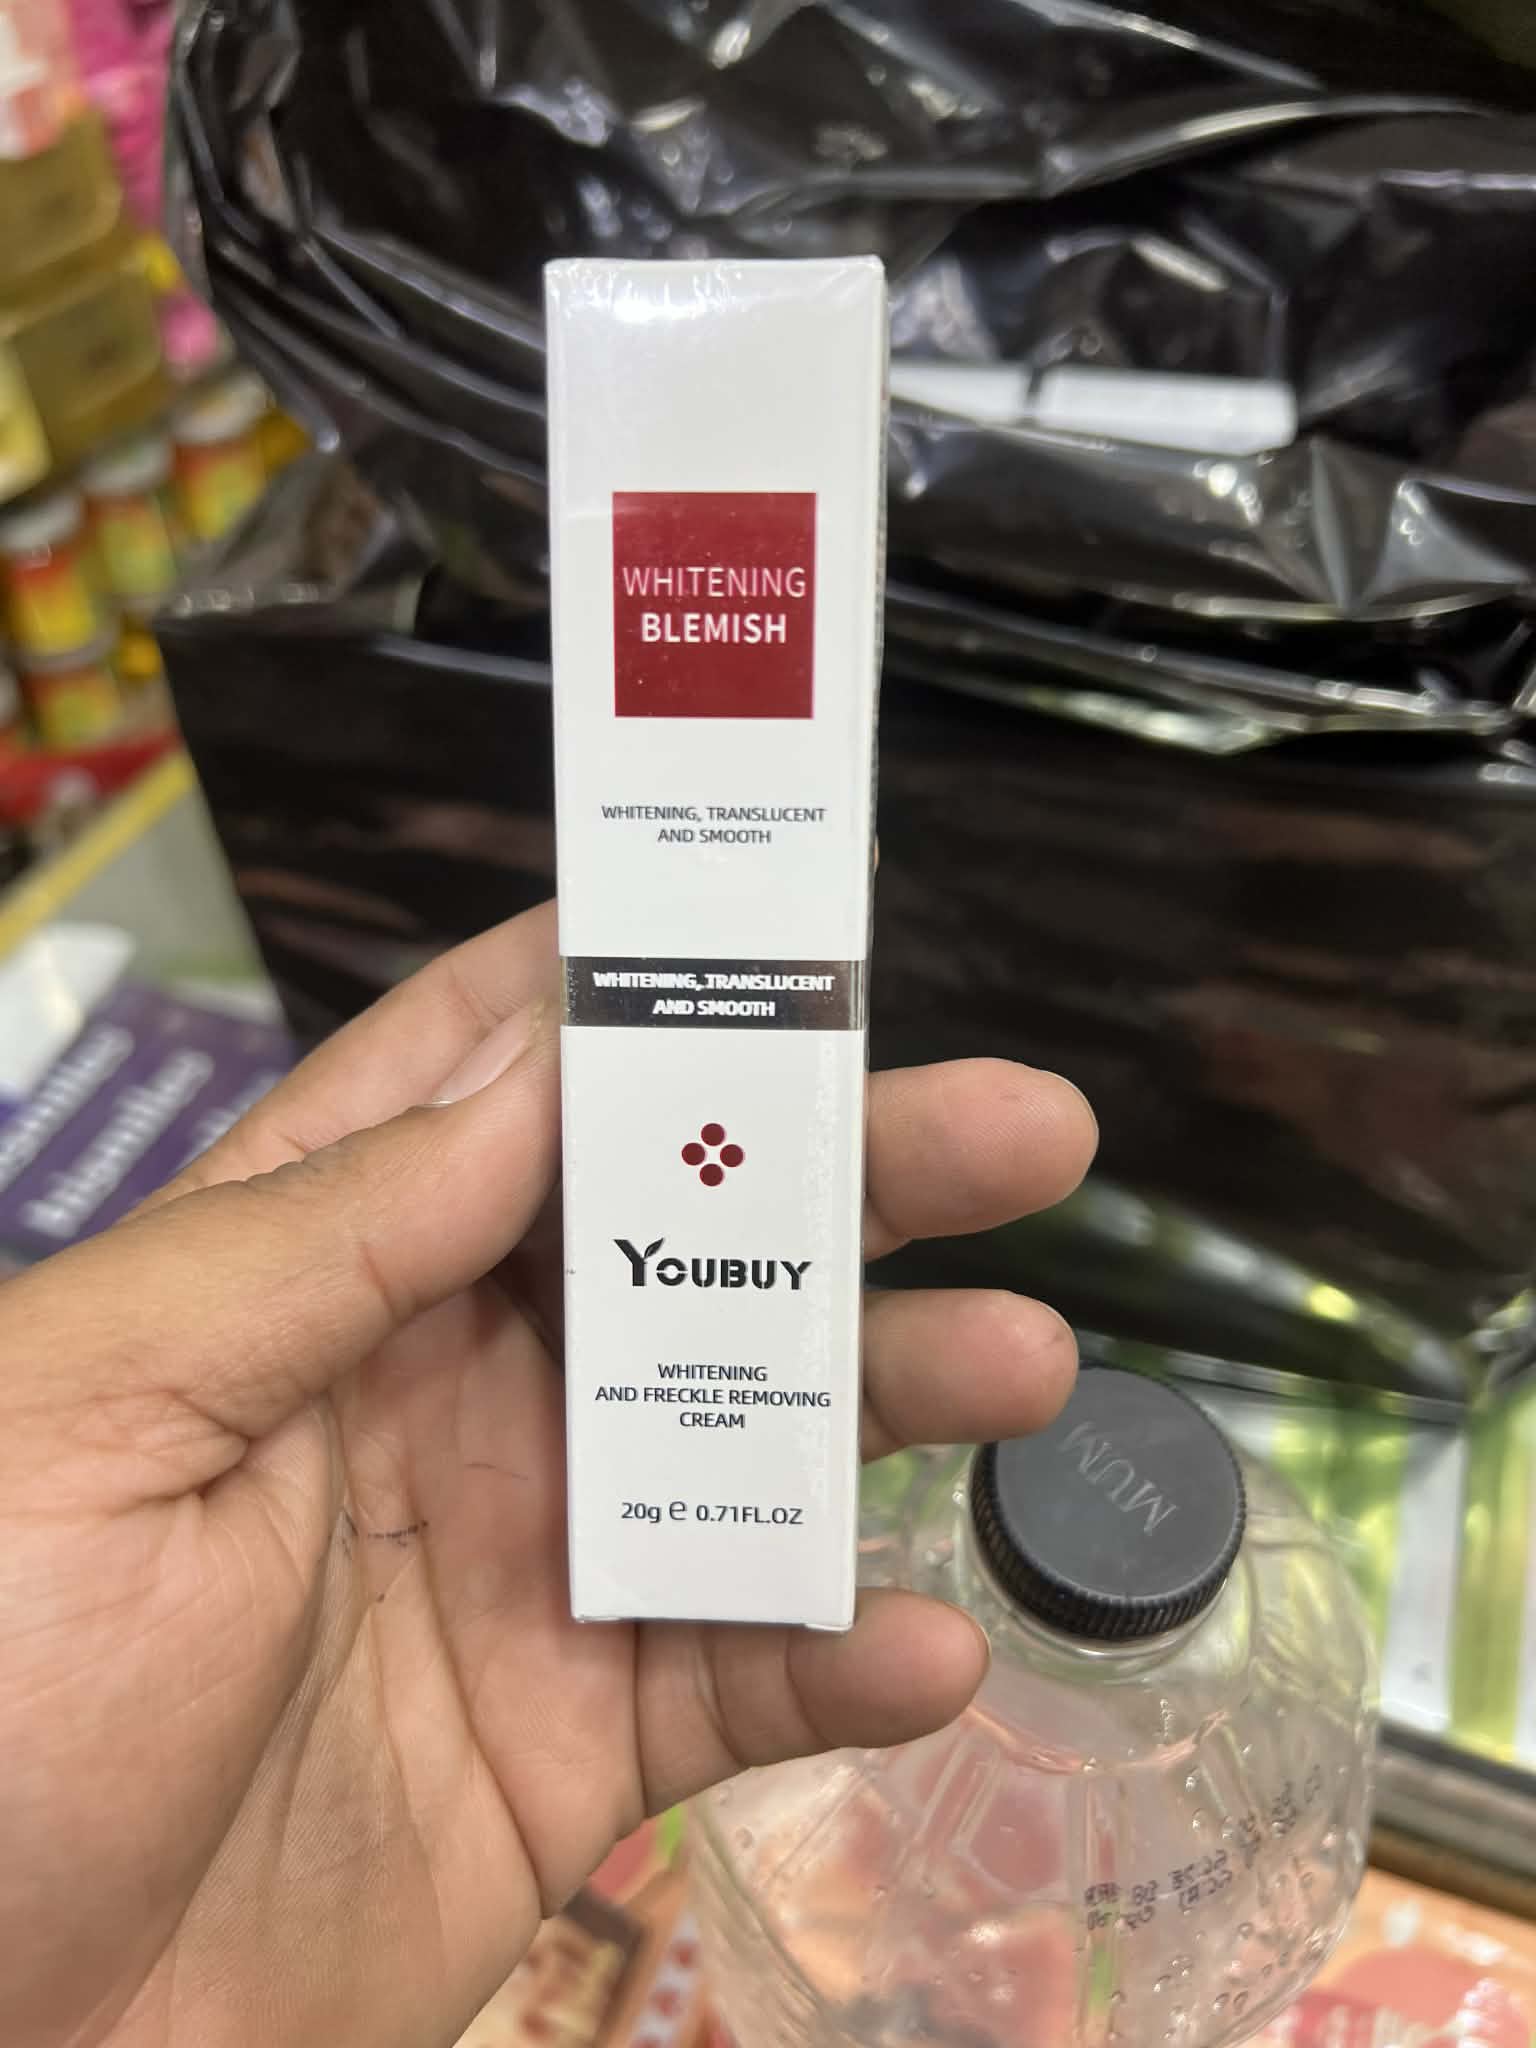 WHITENING
BLEMISH
WHITENING, TRANSLUCENT
AND SMOOTH
WHITENING, TRANSLUCENT
AND SMOOTH
YOUBUY
WHITENING
AND FRECKLE REMOVING
CREAM
20g e 0.71FL.OZ
MUM